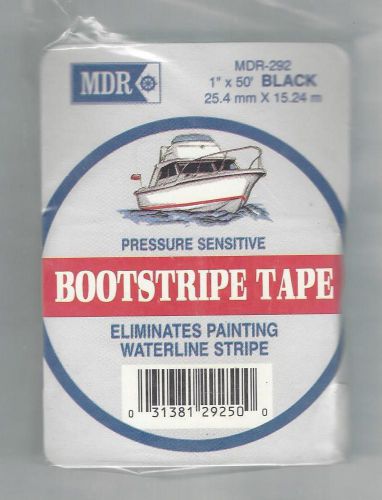 MDR
MDR-292
1" x 50' BLACK
25.4 mm X 15.24 m
PRESSURE SENSITIVE
BOOTSTRIPE TAPE
ELIMINATES PAINTING
WATERLINE STRIPE
0 31381 29250 0